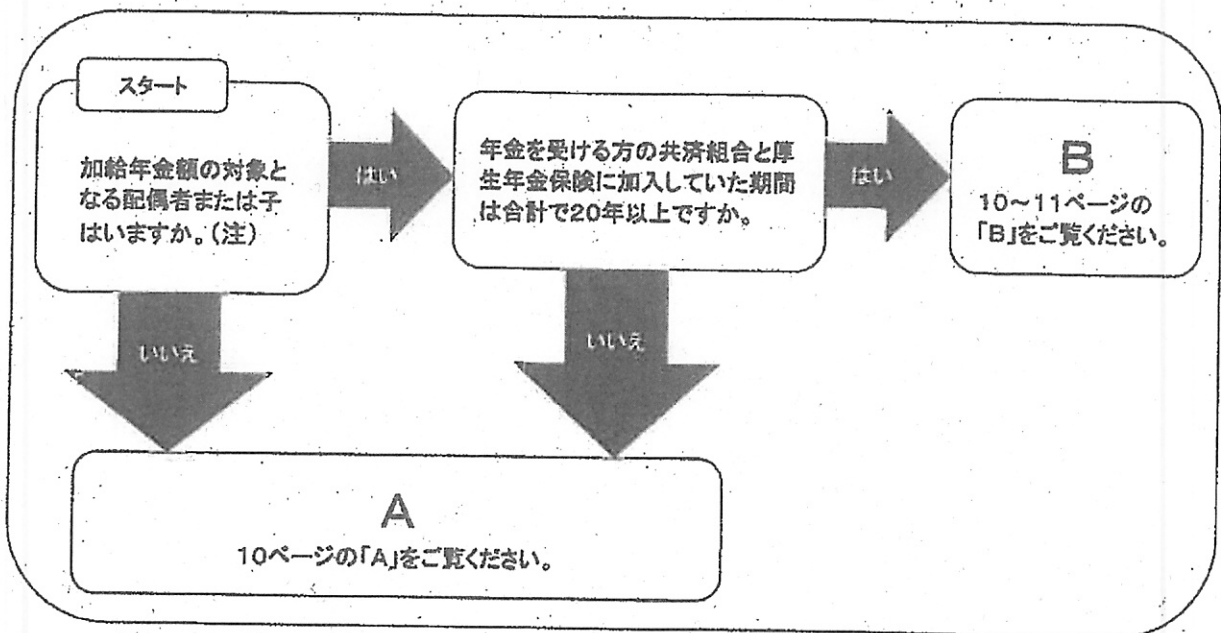 スタート
加給年金額の対象と
なる配偶者または子
はいますか。(注)
はい
年金を受ける方の共済組合と厚
生年金保険に加入していた期間
は合計で20年以上ですか。
はい
B
10～11ページの
「B」をご覧ください。
いいえ
いいえ
A
10ページの「A」をご覧ください。